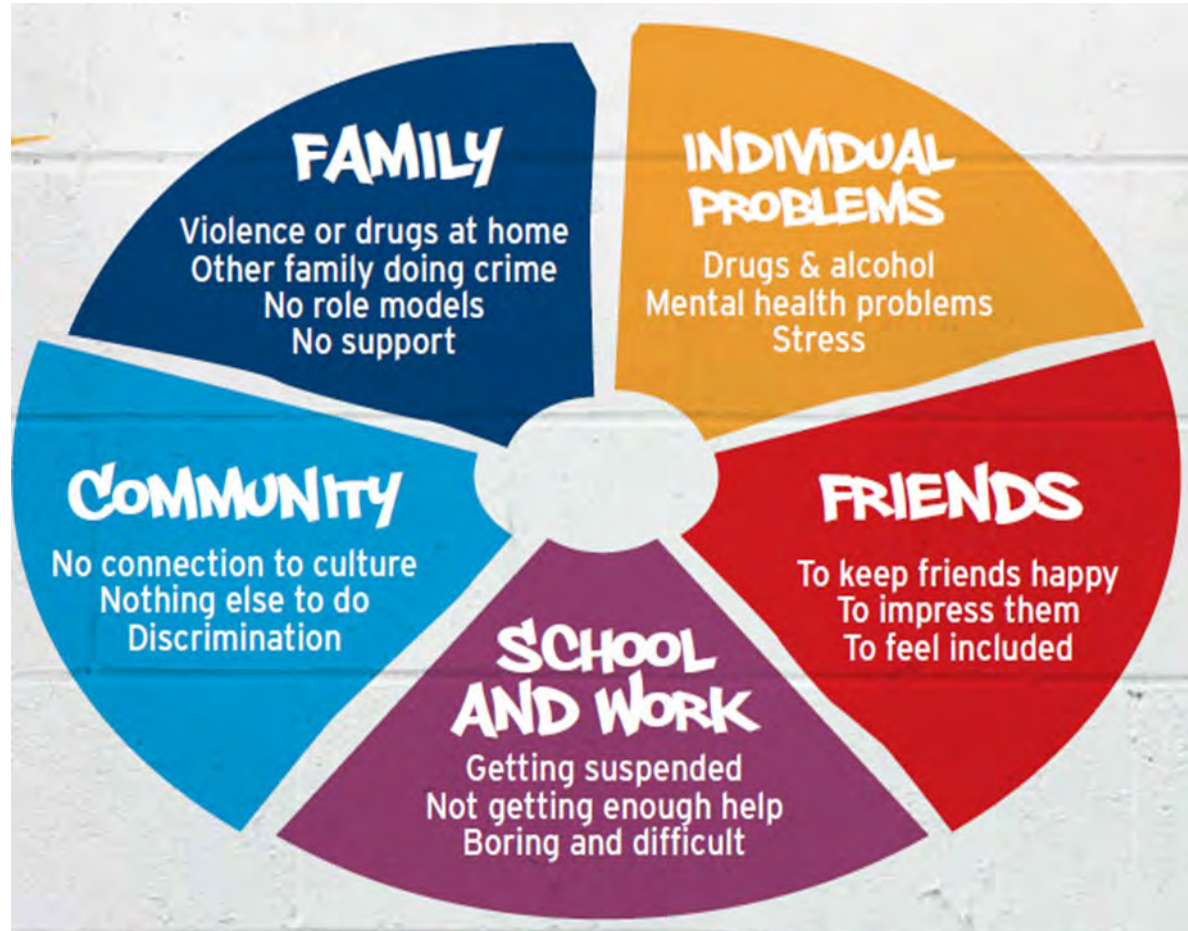 FAMILY
Violence or drugs at home
Other family doing crime
No role models
No support
INDIVIDUAL
PROBLEMS
Drugs & alcohol
Mental health problems
Stress
COMMUNITY
No connection to culture
Nothing else to do
Discrimination
FRIENDS
To keep friends happy
To impress them
To feel included
SCHOOL
AND WORK
Getting suspended
Not getting enough help
Boring and difficult